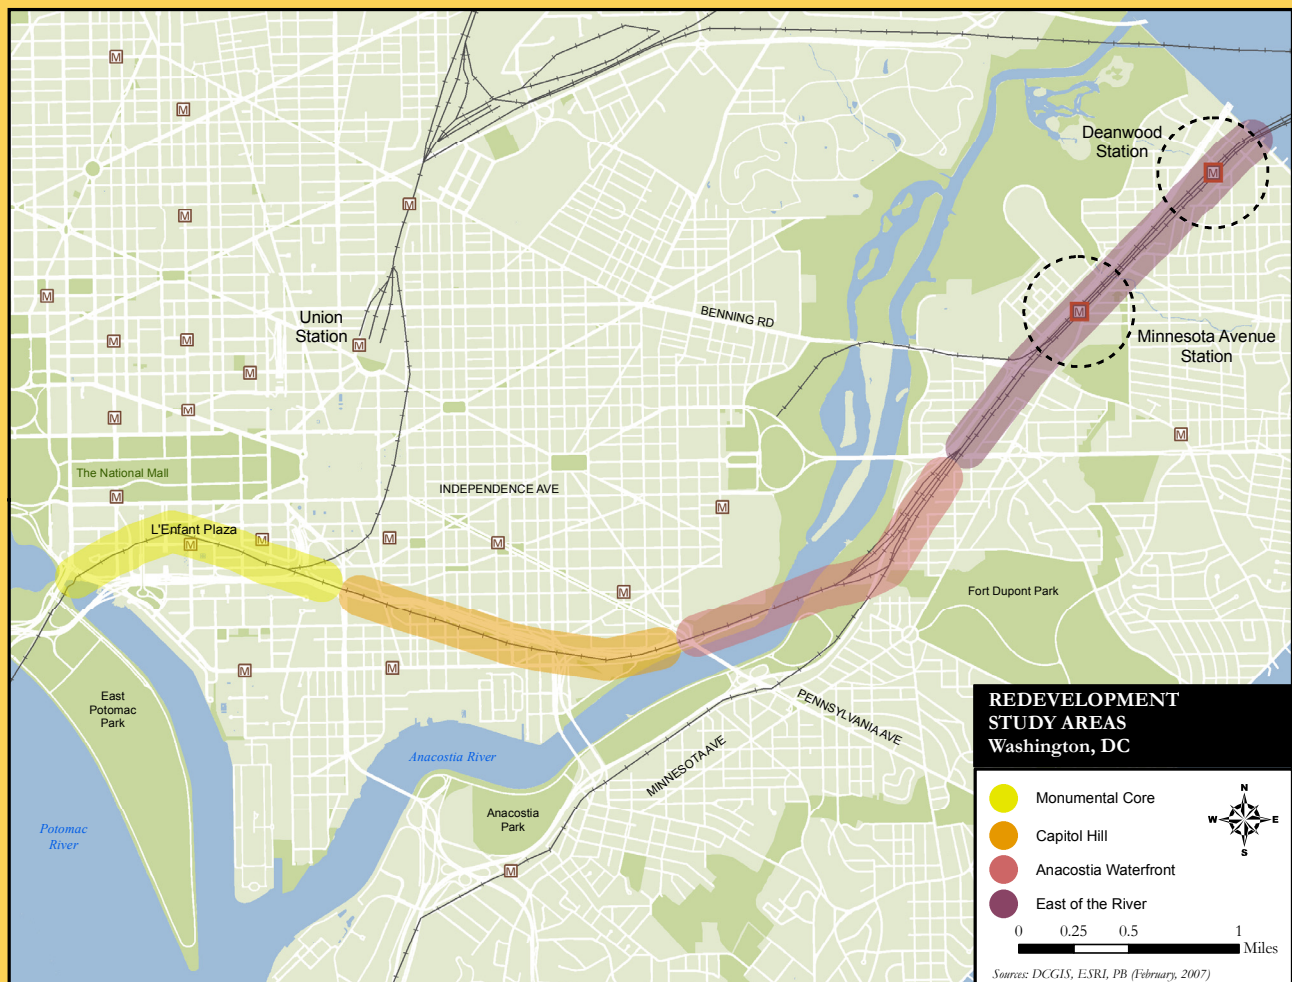 M
M
Deanwood
Station
M
M
M
M
Union
Station
M
M
M
M
M
BENNING RD
M
Minnesota Avenue
Station
M
M
M
The National Mall
M
INDEPENDENCE AVE
M
L'Enfant Plaza
M
M
M
M
M
Fort Dupont Park
M
M
East
Potomac
Park
PENNSYLVANIA AVE
MINNESOTA AVE
Anacostia River
Anacostia
Park
Potomac
River
M
REDEVELOPMENT
STUDY AREAS
Washington, DC
Monumental Core
Capitol Hill
Anacostia Waterfront
East of the River
N
W
E
S
0 0.25 0.5 1
Miles
Sources: DCGIS, ESRI, PB (February, 2007)